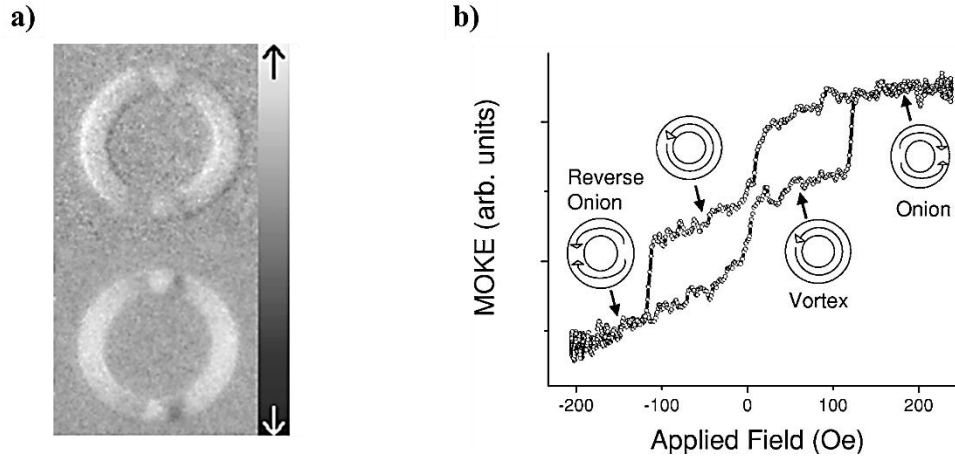 a)
b)
MOKE (arb. units)
Reverse
Onion
Vortex
Onion
-200
-100
0
100
200
Applied Field (Oe)